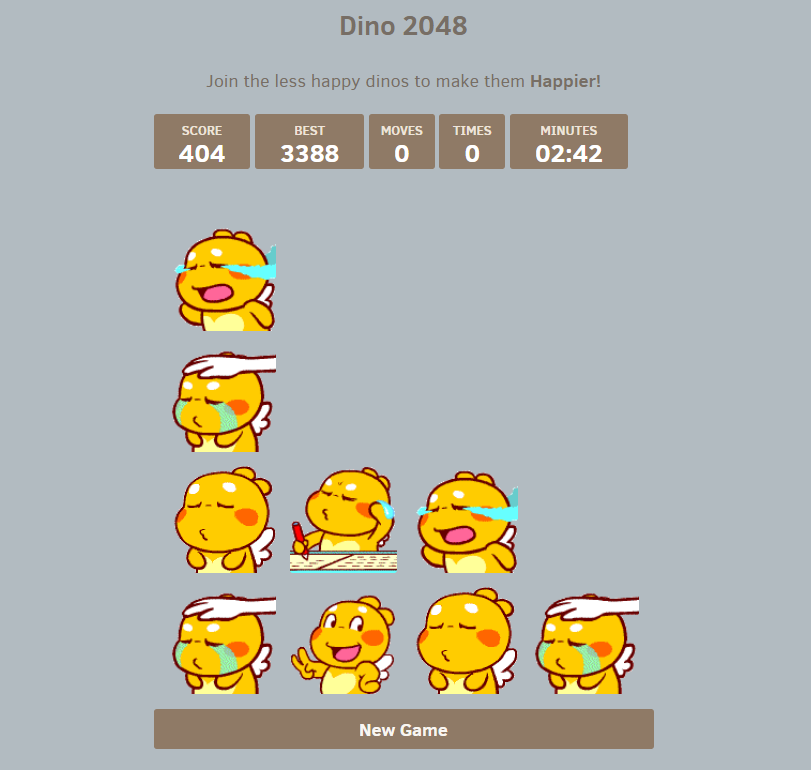 Dino 2048
Join the less happy dinos to make them Happier!
SCORE BEST MOVES TIMES MINUTES
404 3388 0 0 02:42
New Game